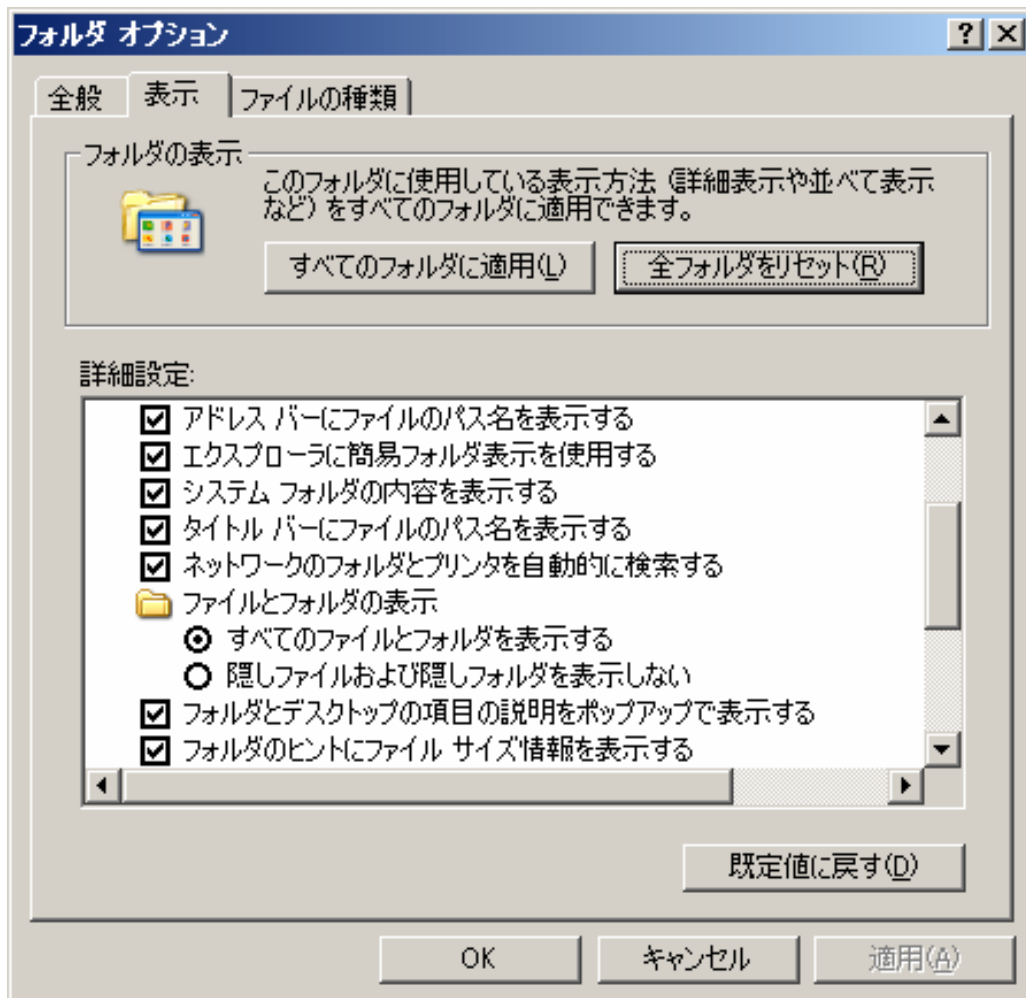 フォルダ オプション
全般
表示
ファイルの種類
フォルダの表示
このフォルダに使用している表示方法（詳細表示や並べて表示
など）をすべてのフォルダに適用できます。
すべてのフォルダに適用(L)
全フォルダをリセット(R)
詳細設定:
アドレス バーにファイルのパス名を表示する
エクスプローラに簡易フォルダ表示を使用する
システム フォルダの内容を表示する
タイトル バーにファイルのパス名を表示する
ネットワークのフォルダとプリンタを自動的に検索する
ファイルとフォルダの表示
すべてのファイルとフォルダを表示する
隠しファイルおよび隠しフォルダを表示しない
フォルダとデスクトップの項目の説明をポップアップで表示する
フォルダのヒントにファイル サイズ情報を表示する
既定値に戻す(D)
OK
キャンセル
適用(A)